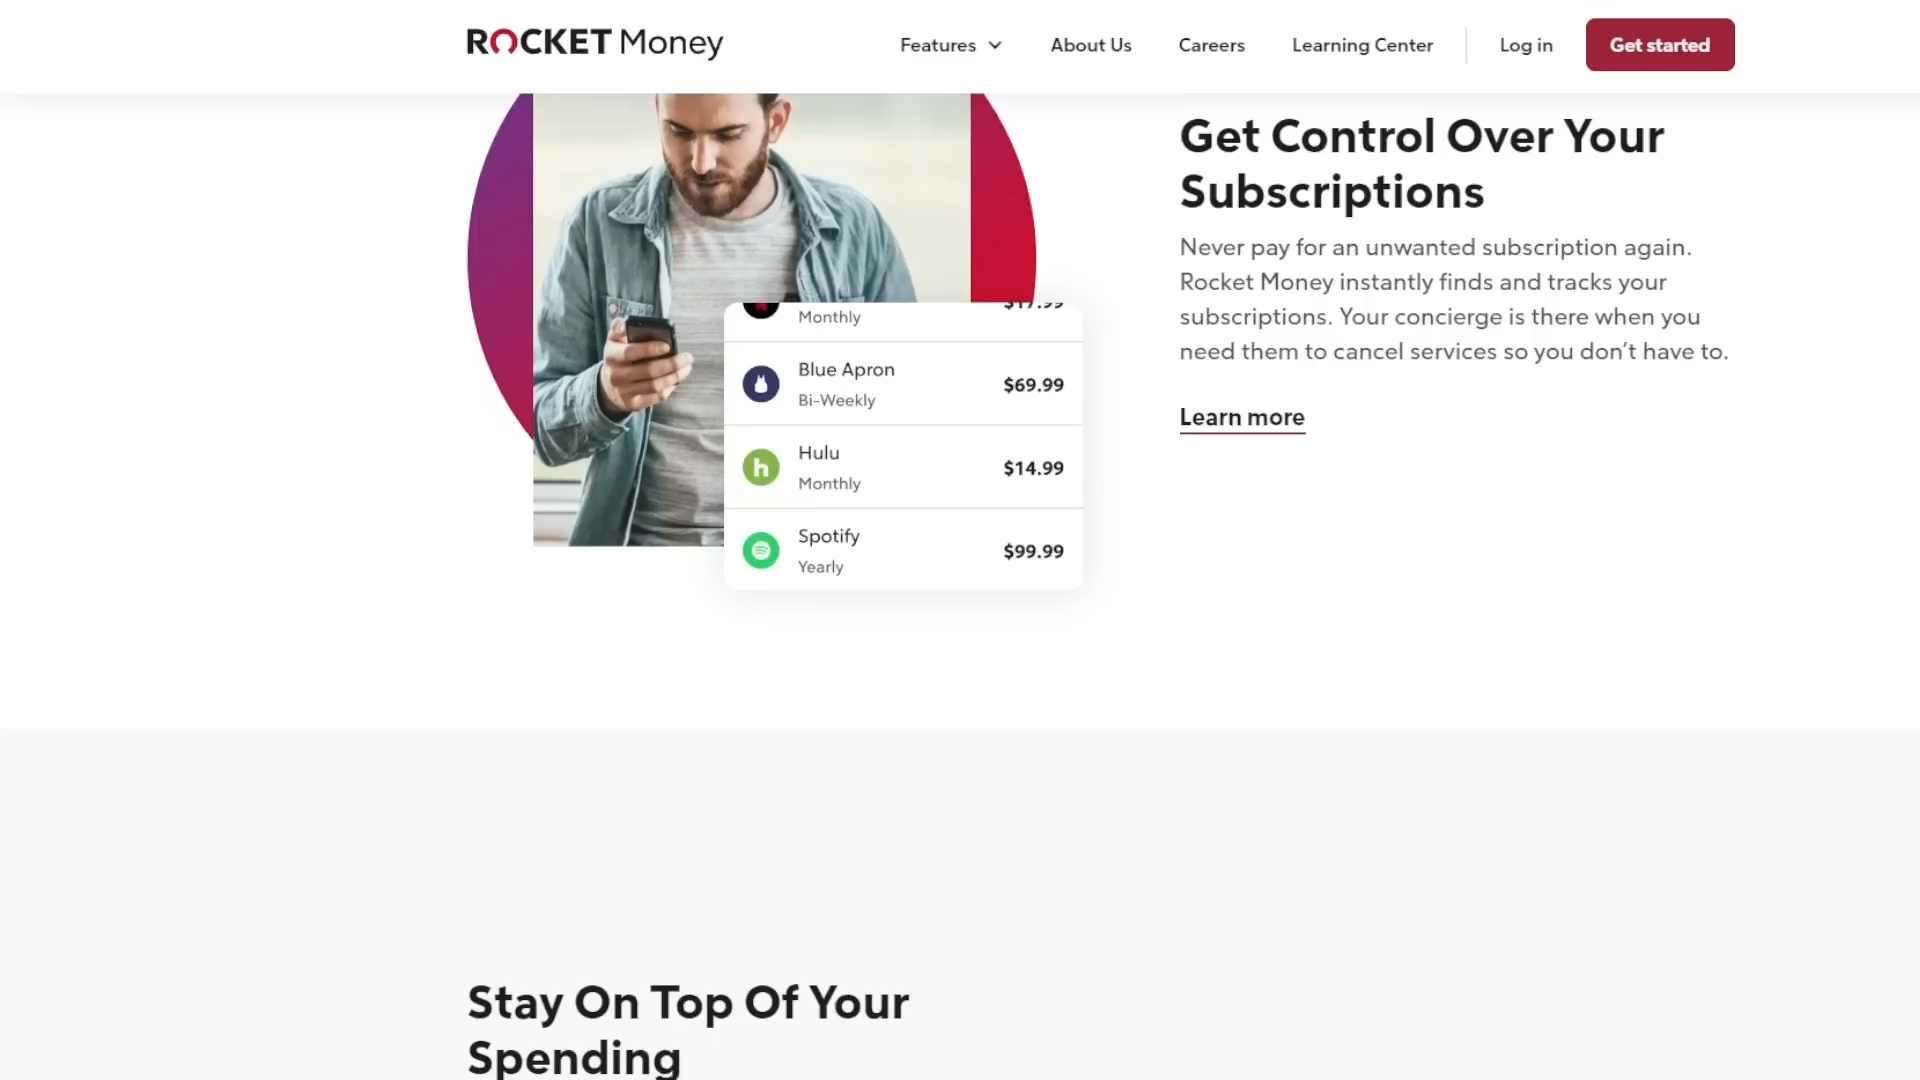 ROCKET Money
Features
About Us
Careers
Learning Center
Log in
Get started
Get Control Over Your
Subscriptions
Never pay for an unwanted subscription again.
Rocket Money instantly finds and tracks your
subscriptions. Your concierge is there when you
need them to cancel services so you don’t have to.
Learn more
$17.99
Monthly
Blue Apron
Bi-Weekly
$69.99
Hulu
Monthly
$14.99
Spotify
Yearly
$99.99
Stay On Top Of Your
Spending